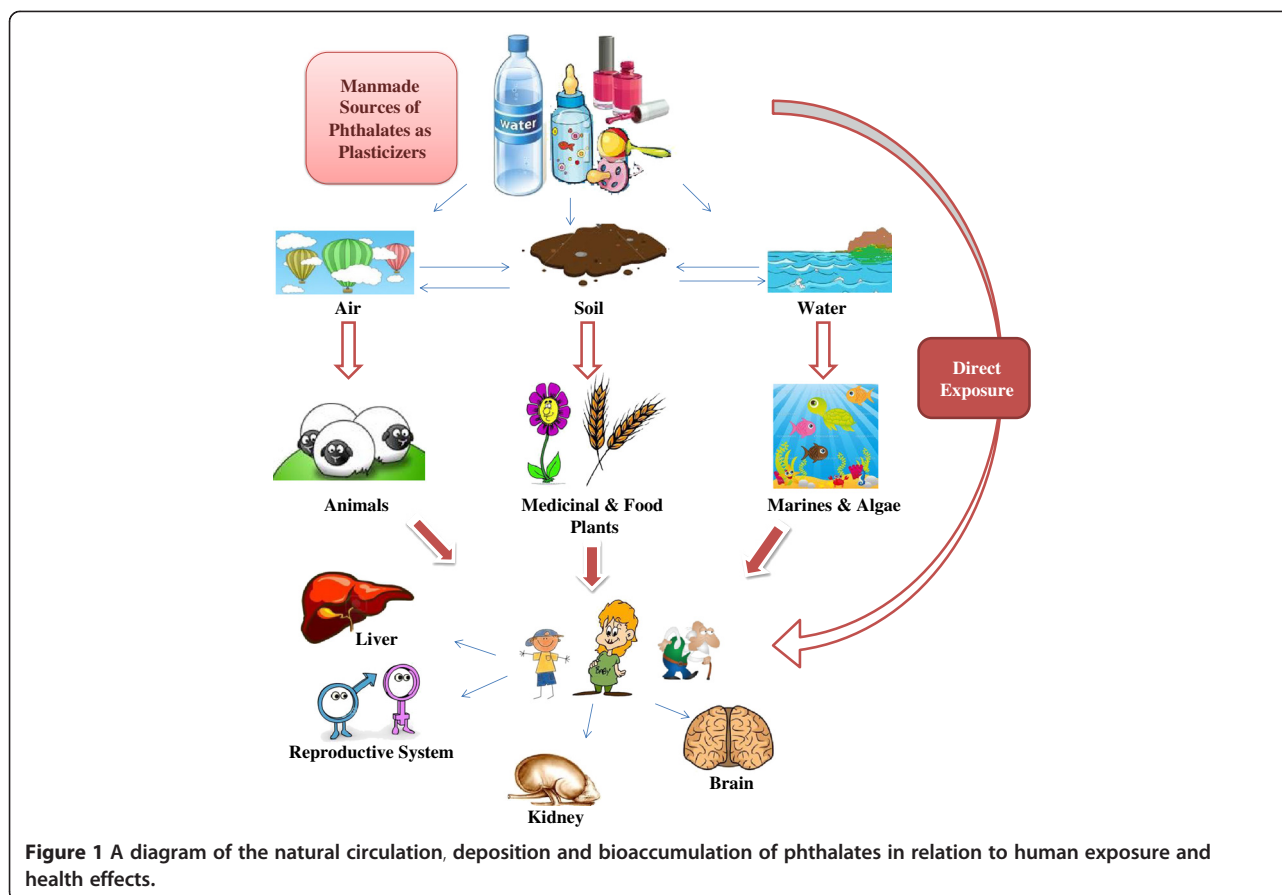 Manmade
Sources of
Phthalates as
Plasticizers
water
Air
Soil
Water
Direct
Exposure
Animals
Medicinal & Food
Plants
Marines & Algae
Liver
BABY
Reproductive System
Brain
Kidney
Figure 1 A diagram of the natural circulation, deposition and bioaccumulation of phthalates in relation to human exposure and
health effects.